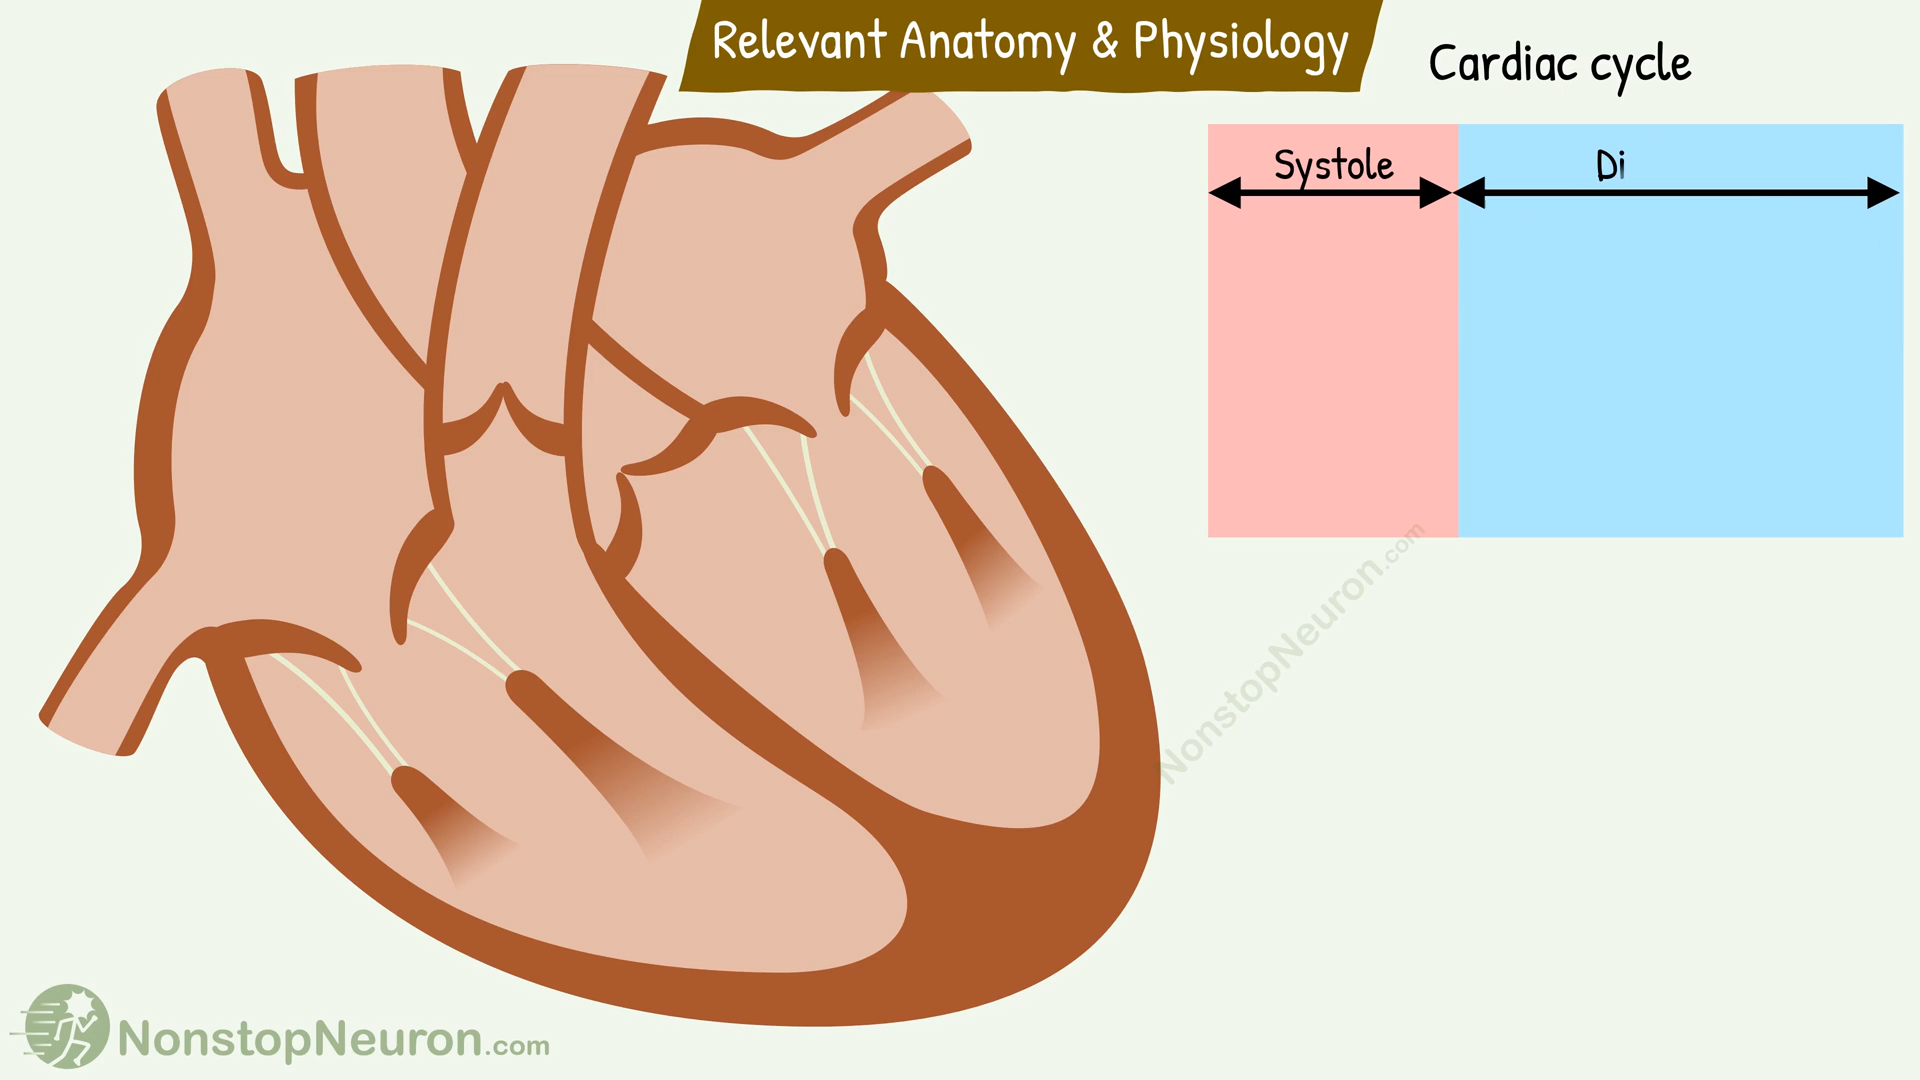 Relevant Anatomy & Physiology
Cardiac cycle
Systole
Di
NonstopNeuron.com
NonstopNeuron.com